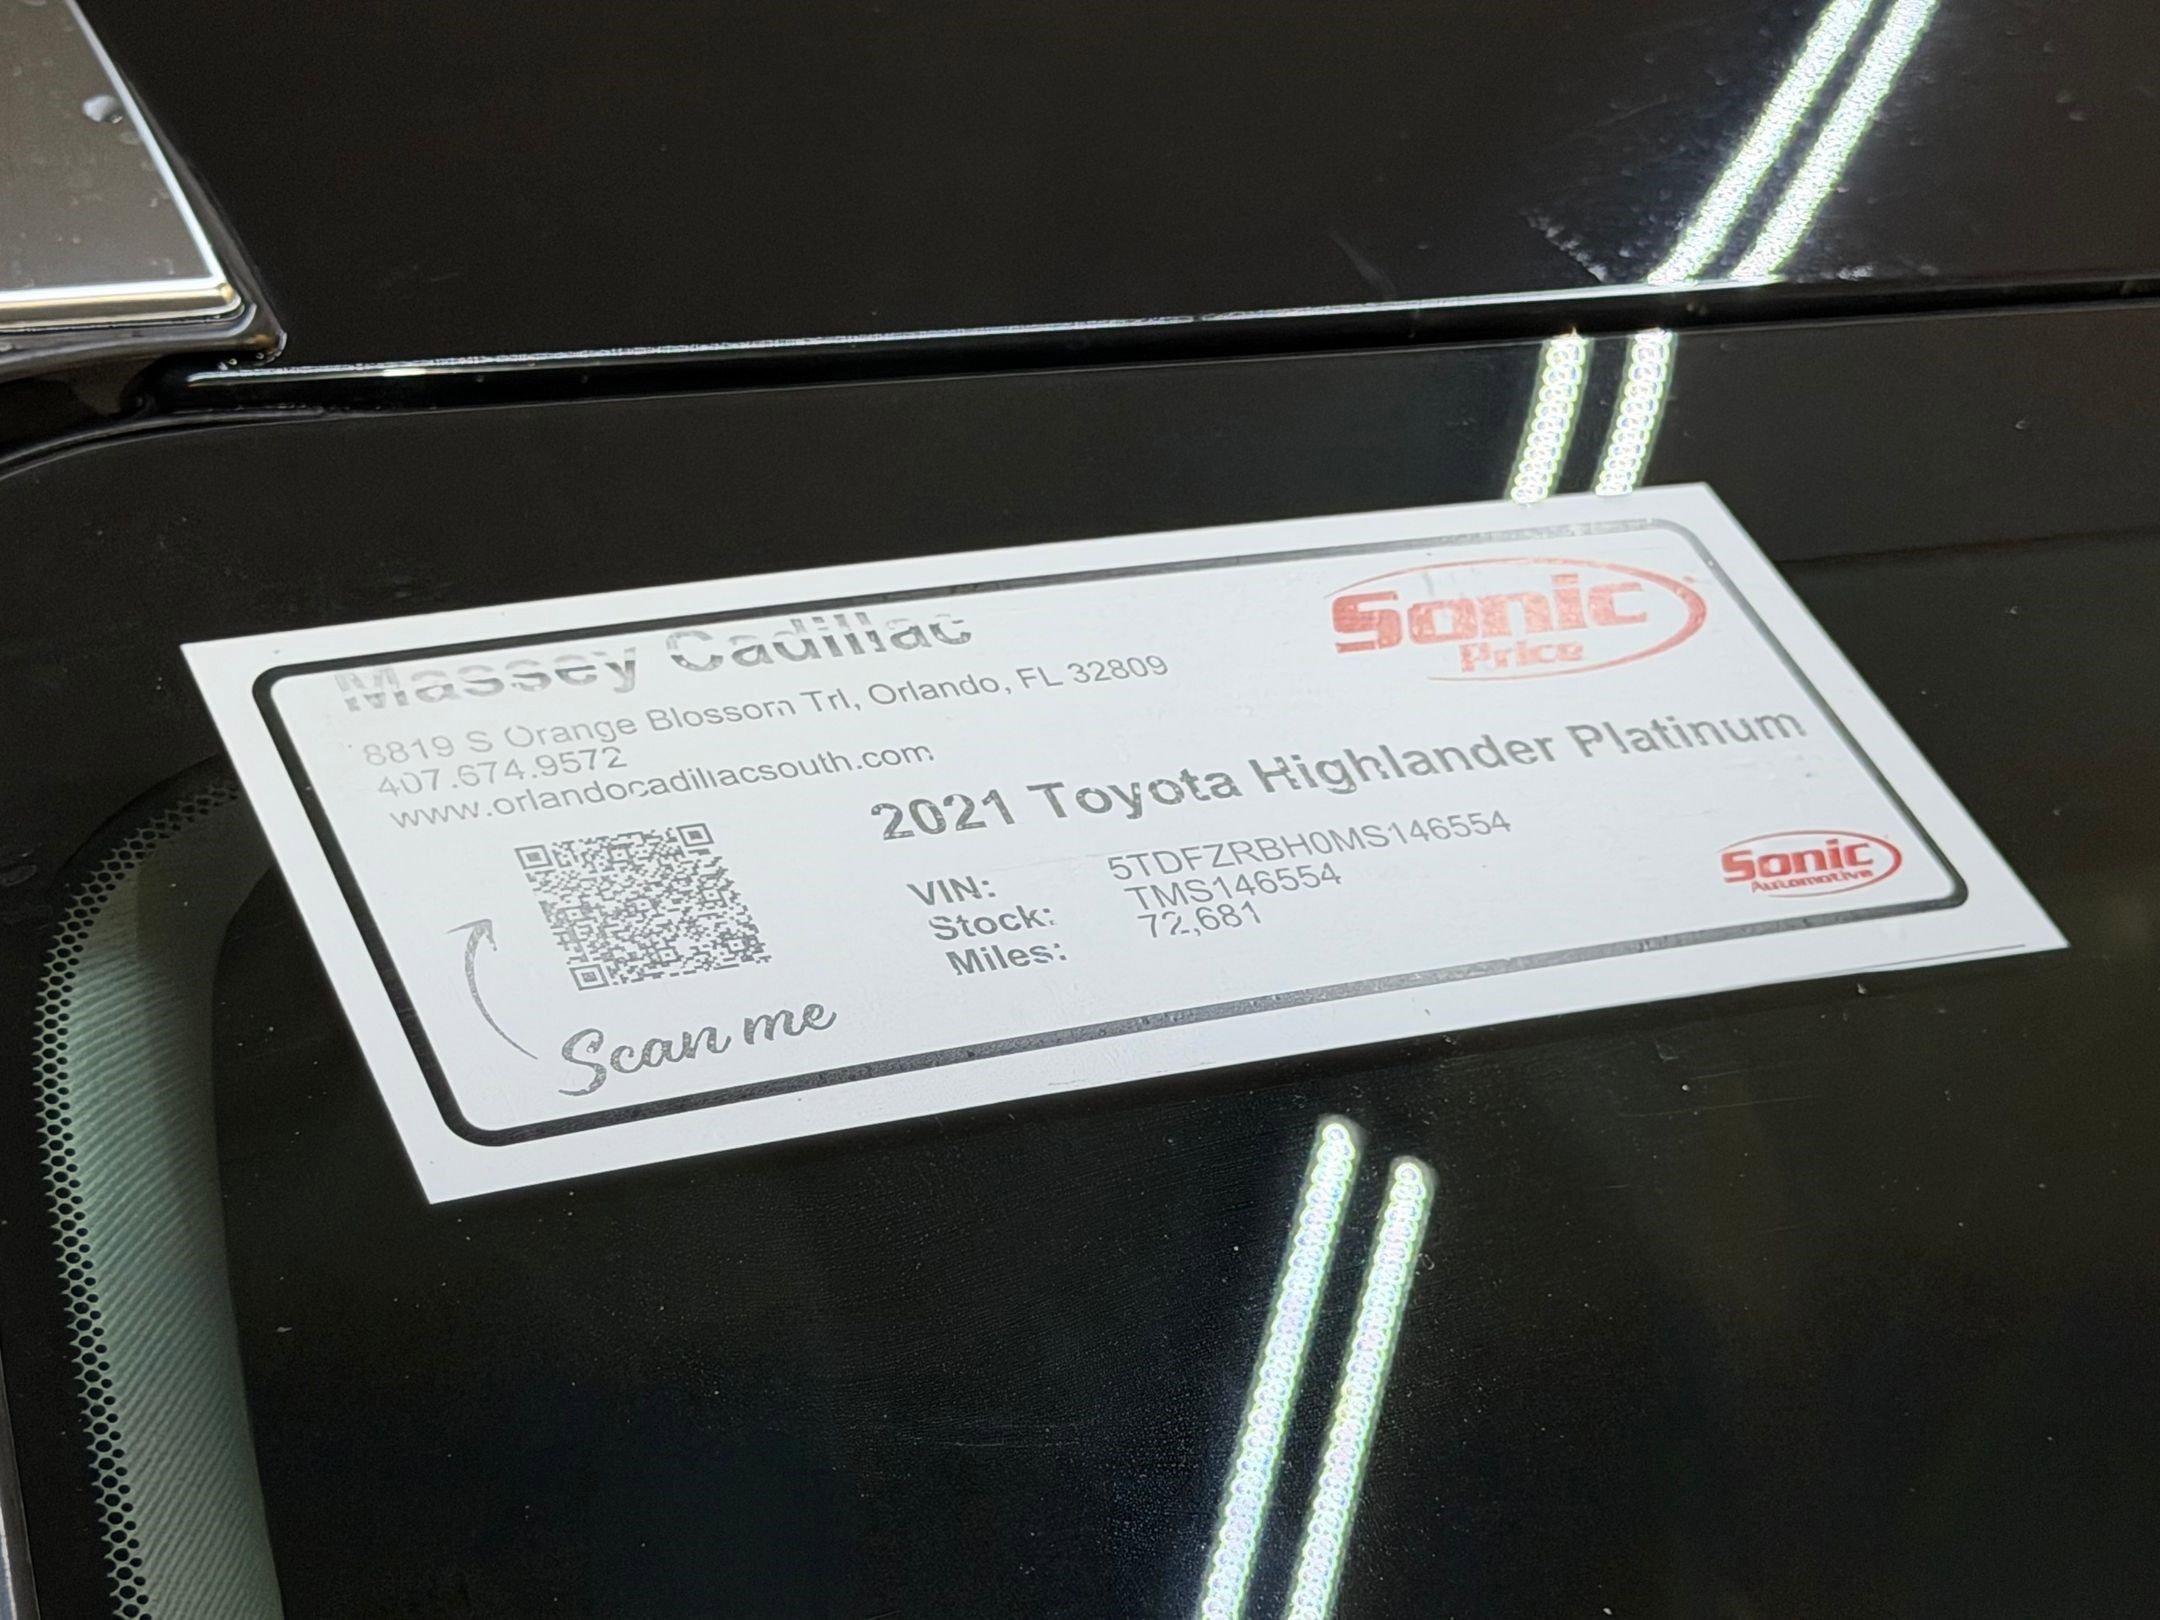 Massey Cadillac
8819 S Orange Blossom Trl, Orlando, FL 32809
407.674.9572
www.orlandocadillacsouth.com
Sonic
Price
2021 Toyota Highlander Platinum
VIN: 5TDFZRBH0MS146554
Stock: TMS146554
Miles: 72,681
Scan me
Sonic
Automotive